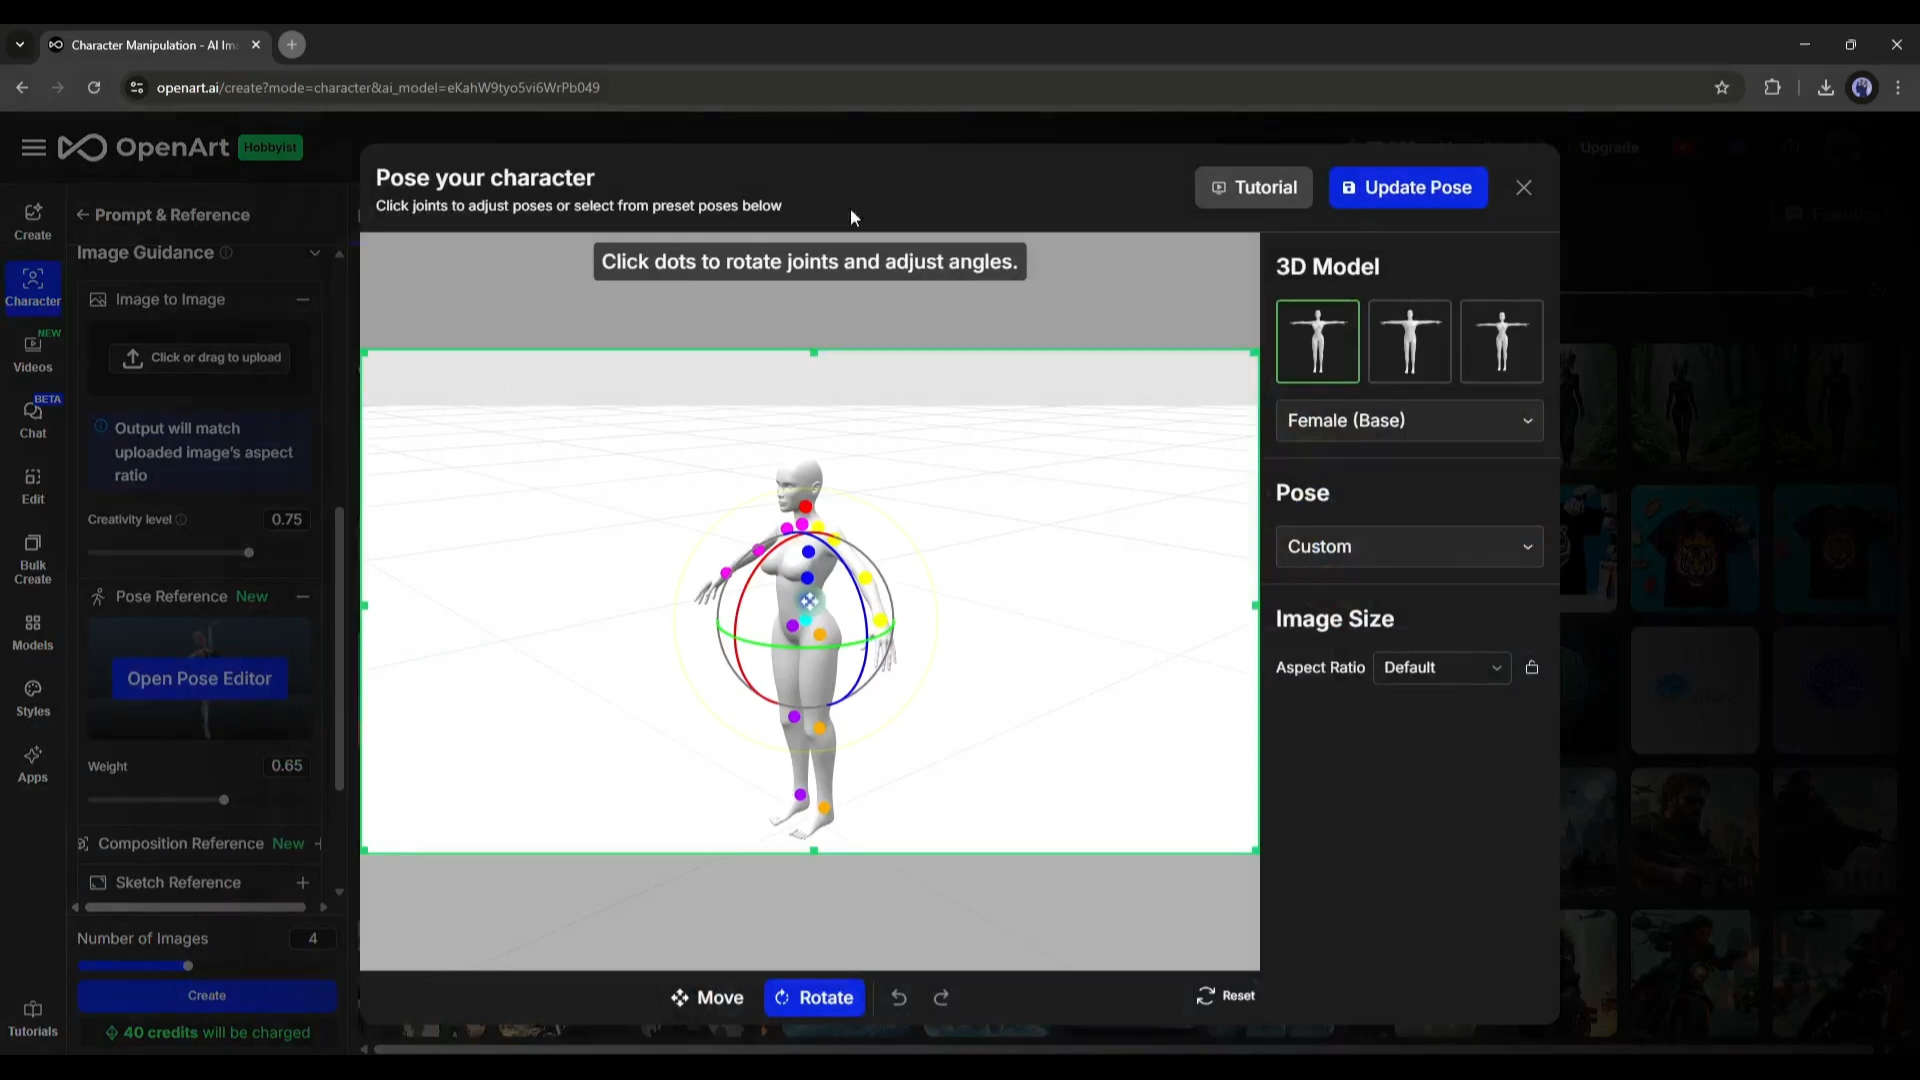 Character Manipulation - AI Im
openart.ai/create?mode=character&ai_model=eKahW9tyo5vi6WrPb049
OpenArt
Hobbyist
Upgrade
Create
Character
NEW
Videos
BETA
Chat
Edit
Bulk
Create
Models
Styles
Apps
Tutorials
Prompt & Reference
Image Guidance
Image to Image
Click or drag to upload
Output will match
uploaded image's aspect
ratio
Creativity level
0.75
Pose Reference New
Open Pose Editor
Weight
0.65
Composition Reference New
Sketch Reference
Number of Images
4
Create
40 credits will be charged
Pose your character
Click joints to adjust poses or select from preset poses below
Tutorial
Update Pose
Click dots to rotate joints and adjust angles.
Move
Rotate
Reset
3D Model
Female (Base)
Pose
Custom
Image Size
Aspect Ratio
Default